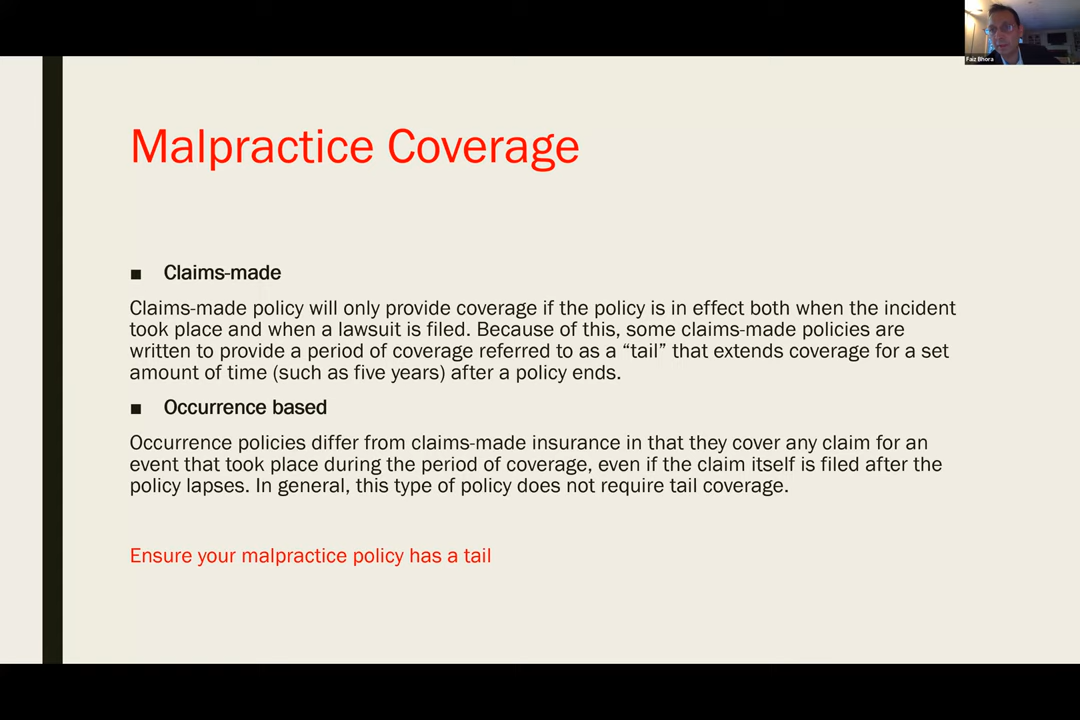 Faiz Bhora
Malpractice Coverage
■ Claims-made
Claims-made policy will only provide coverage if the policy is in effect both when the incident
took place and when a lawsuit is filed. Because of this, some claims-made policies are
written to provide a period of coverage referred to as a “tail” that extends coverage for a set
amount of time (such as five years) after a policy ends.
■ Occurrence based
Occurrence policies differ from claims-made insurance in that they cover any claim for an
event that took place during the period of coverage, even if the claim itself is filed after the
policy lapses. In general, this type of policy does not require tail coverage.
Ensure your malpractice policy has a tail